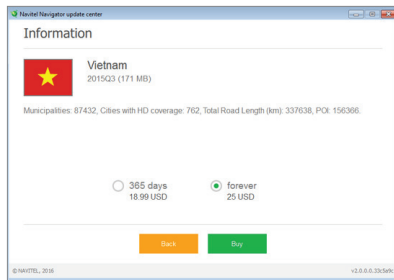 Navitel Navigator update center
Information
Vietnam
2015Q3 (171 MB)
Municipalities: 87432, Cities with HD coverage: 762, Total Road Length (km): 337638, POI: 156366.
365 days
18.99 USD
forever
25 USD
Back
Buy
© NAVITEL, 2016